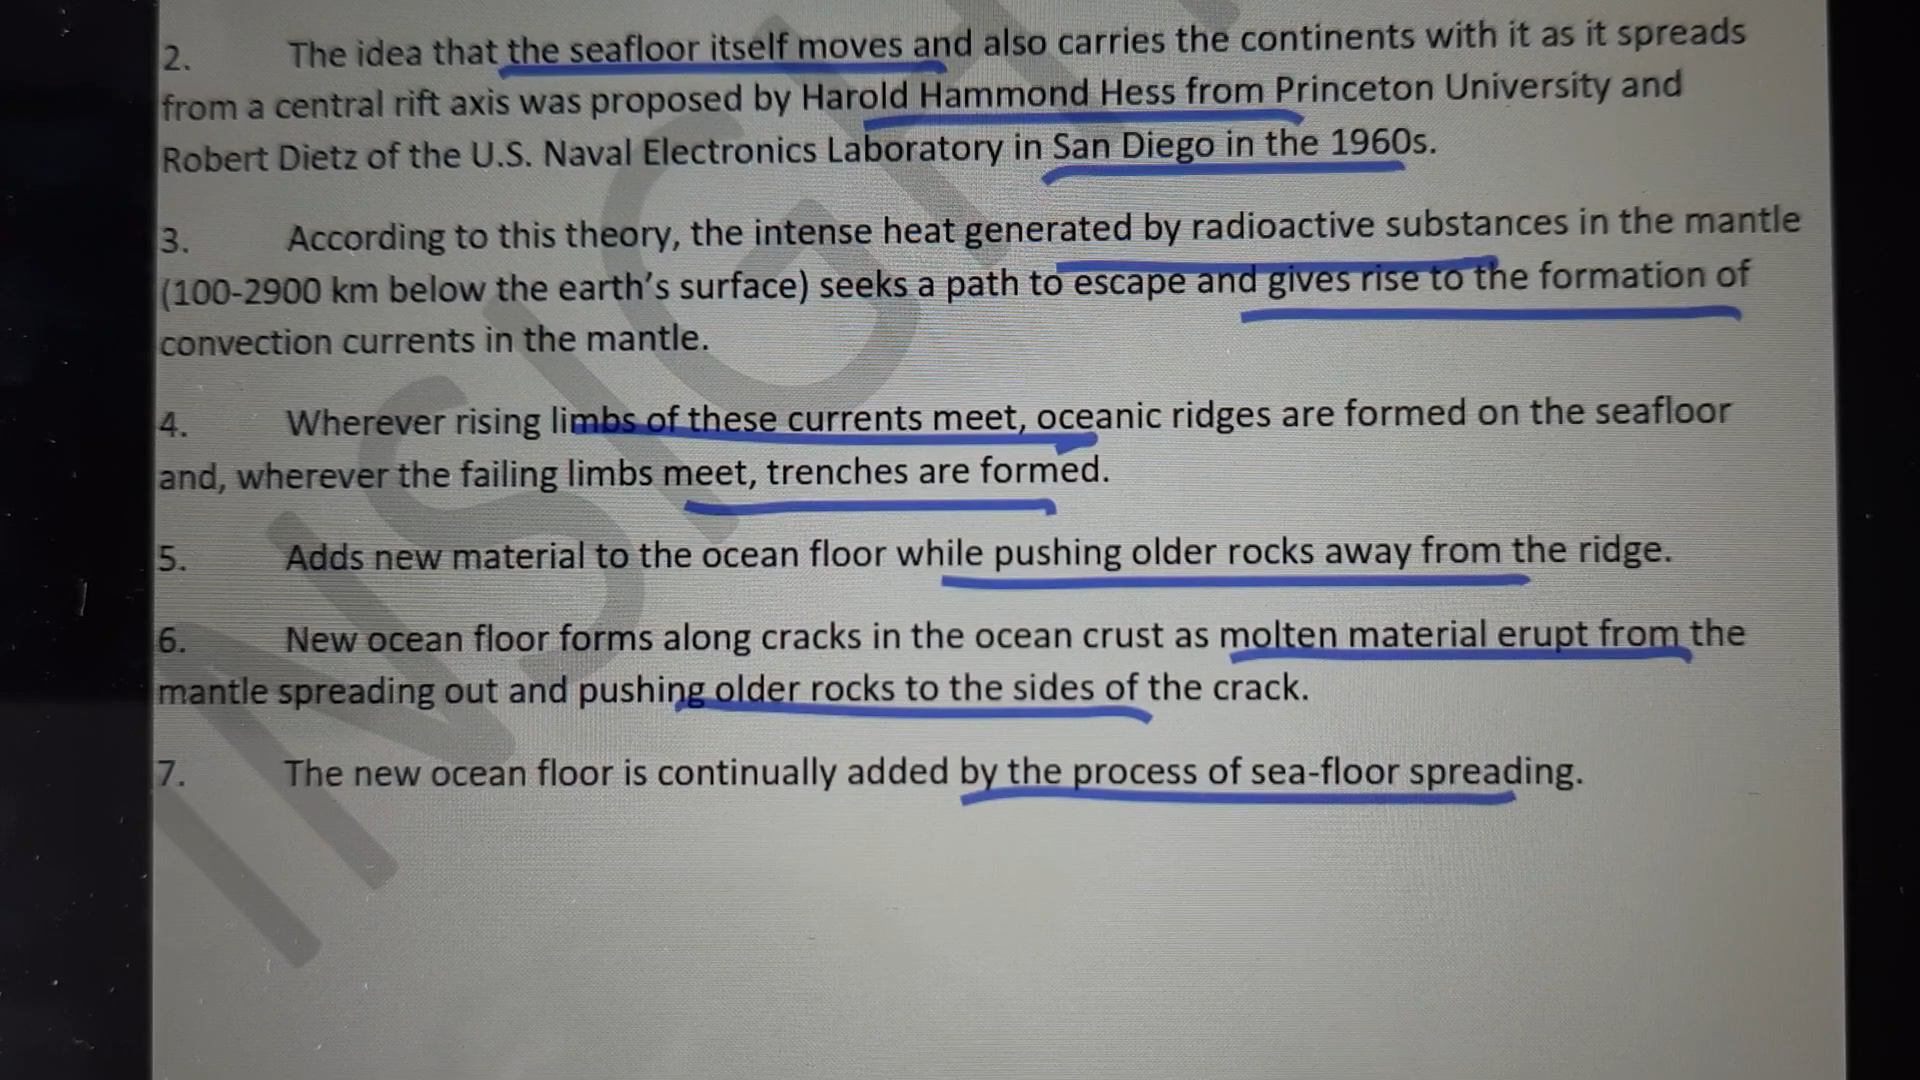 2. The idea that the seafloor itself moves and also carries the continents with it as it spreads
from a central rift axis was proposed by Harold Hammond Hess from Princeton University and
Robert Dietz of the U.S. Naval Electronics Laboratory in San Diego in the 1960s.
3. According to this theory, the intense heat generated by radioactive substances in the mantle
(100-2900 km below the earth's surface) seeks a path to escape and gives rise to the formation of
convection currents in the mantle.
4. Wherever rising limbs of these currents meet, oceanic ridges are formed on the seafloor
and, wherever the failing limbs meet, trenches are formed.
5. Adds new material to the ocean floor while pushing older rocks away from the ridge.
6. New ocean floor forms along cracks in the ocean crust as molten material erupt from the
mantle spreading out and pushing older rocks to the sides of the crack.
7. The new ocean floor is continually added by the process of sea-floor spreading.